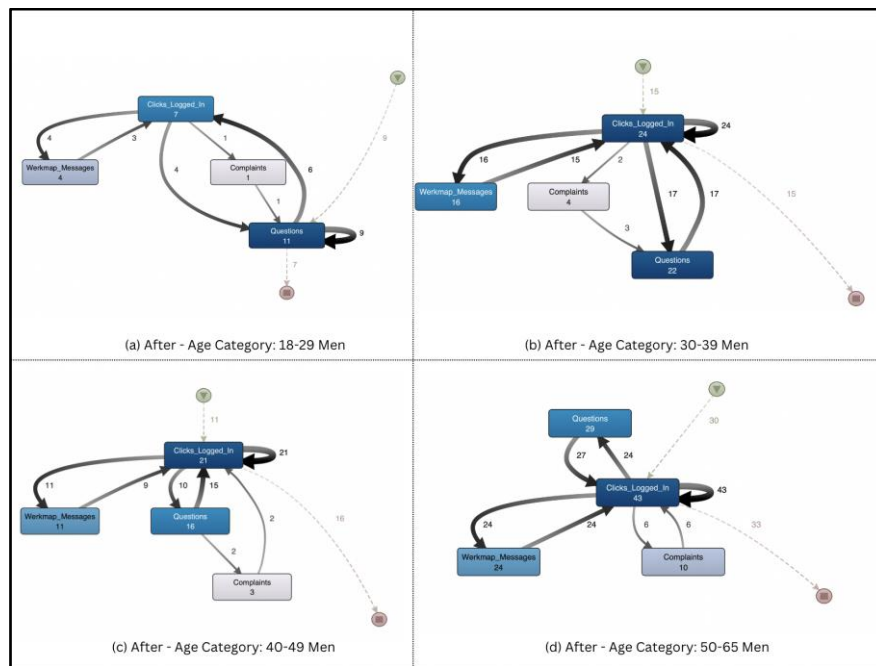 Clicks_Logged_In
7
4
3
1
4
6
9
Werkmap_Messages
4
Complaints
1
1
Questions
11
9
7
(a) After - Age Category: 18-29 Men
15
Clicks_Logged_In
24
24
16
15
2
17
17
15
Werkmap_Messages
16
Complaints
4
3
Questions
22
(b) After - Age Category: 30-39 Men
11
Clicks_Logged_In
21
21
11
9
10
15
2
16
Werkmap_Messages
11
Questions
16
2
Complaints
3
(c) After - Age Category: 40-49 Men
Questions
29
30
27
24
Clicks_Logged_In
43
43
24
24
6
6
33
Werkmap_Messages
24
Complaints
10
(d) After - Age Category: 50-65 Men